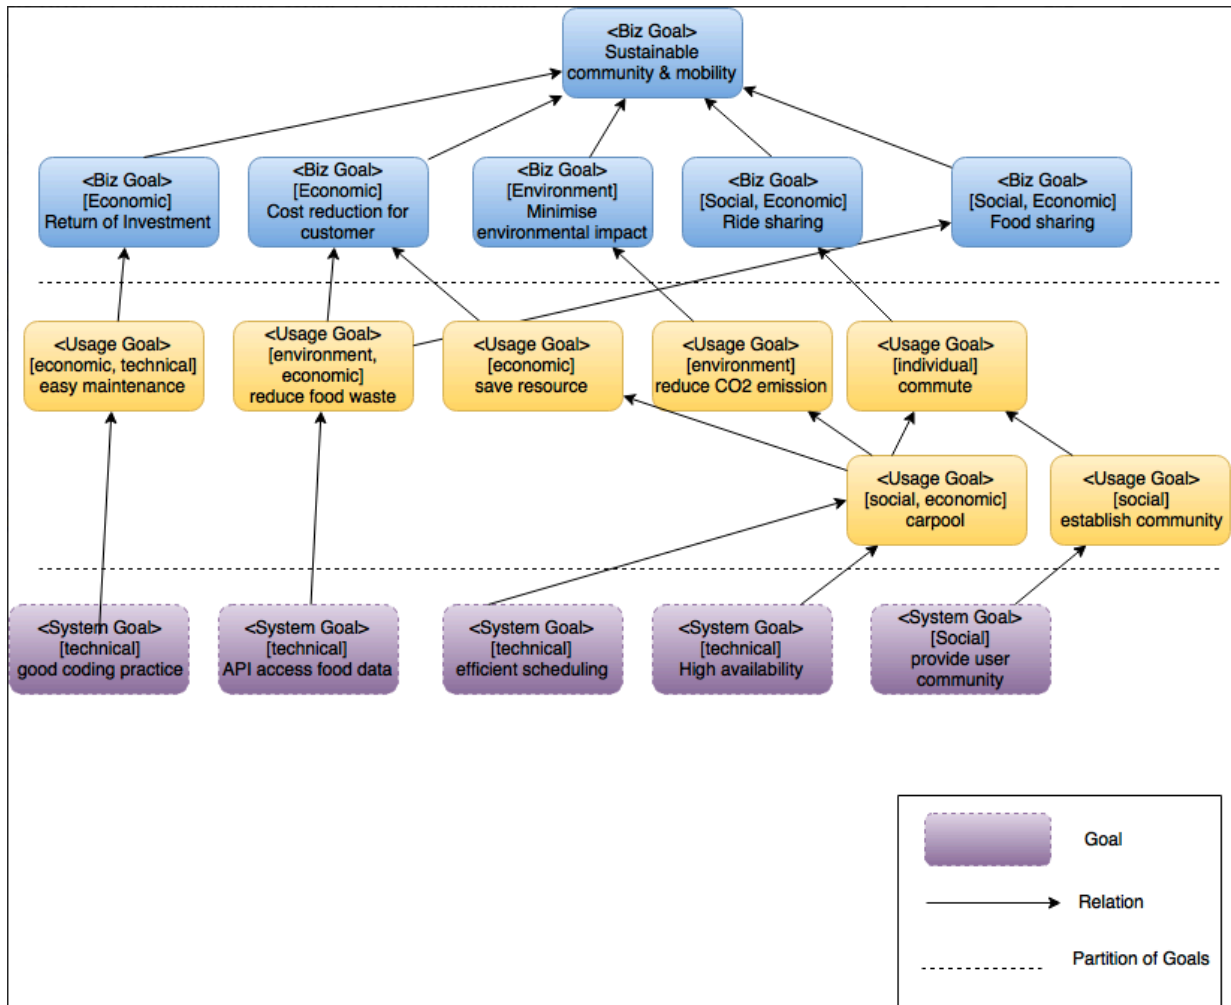 <Biz Goal>
Sustainable
community & mobility
<Biz Goal>
[Economic]
Return of Investment
<Biz Goal>
[Economic]
Cost reduction for
customer
<Biz Goal>
[Environment]
Minimise
environmental impact
<Biz Goal>
[Social, Economic]
Ride sharing
<Biz Goal>
[Social, Economic]
Food sharing
<Usage Goal>
[economic, technical]
easy maintenance
<Usage Goal>
[environment,
economic]
reduce food waste
<Usage Goal>
[economic]
save resource
<Usage Goal>
[environment]
reduce CO2 emission
<Usage Goal>
[individual]
commute
<Usage Goal>
[social, economic]
carpool
<Usage Goal>
[social]
establish community
<System Goal>
[technical]
good coding practice
<System Goal>
[technical]
API access food data
<System Goal>
[technical]
efficient scheduling
<System Goal>
[technical]
High availability
<System Goal>
[Social]
provide user
community
Goal
Relation
Partition of Goals